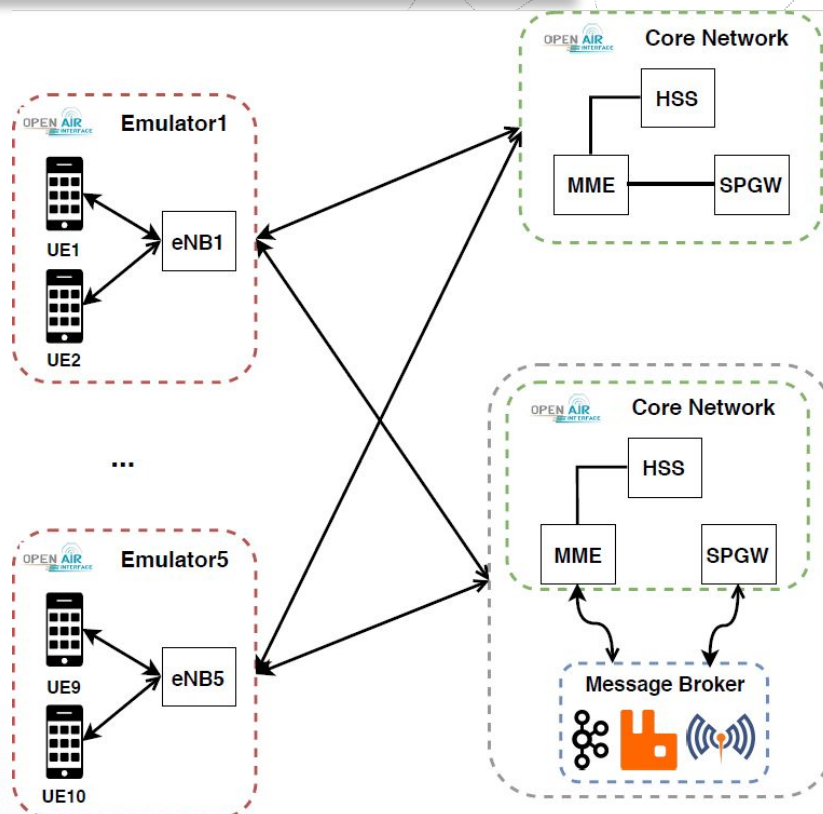 OPEN AIR
INTERFACE
Core Network
HSS
MME
SPGW
OPEN AIR
INTERFACE
Emulator1
UE1
eNB1
UE2
...
OPEN AIR
INTERFACE
Core Network
HSS
MME
SPGW
Message Broker
OPEN AIR
INTERFACE
Emulator5
UE9
eNB5
UE10